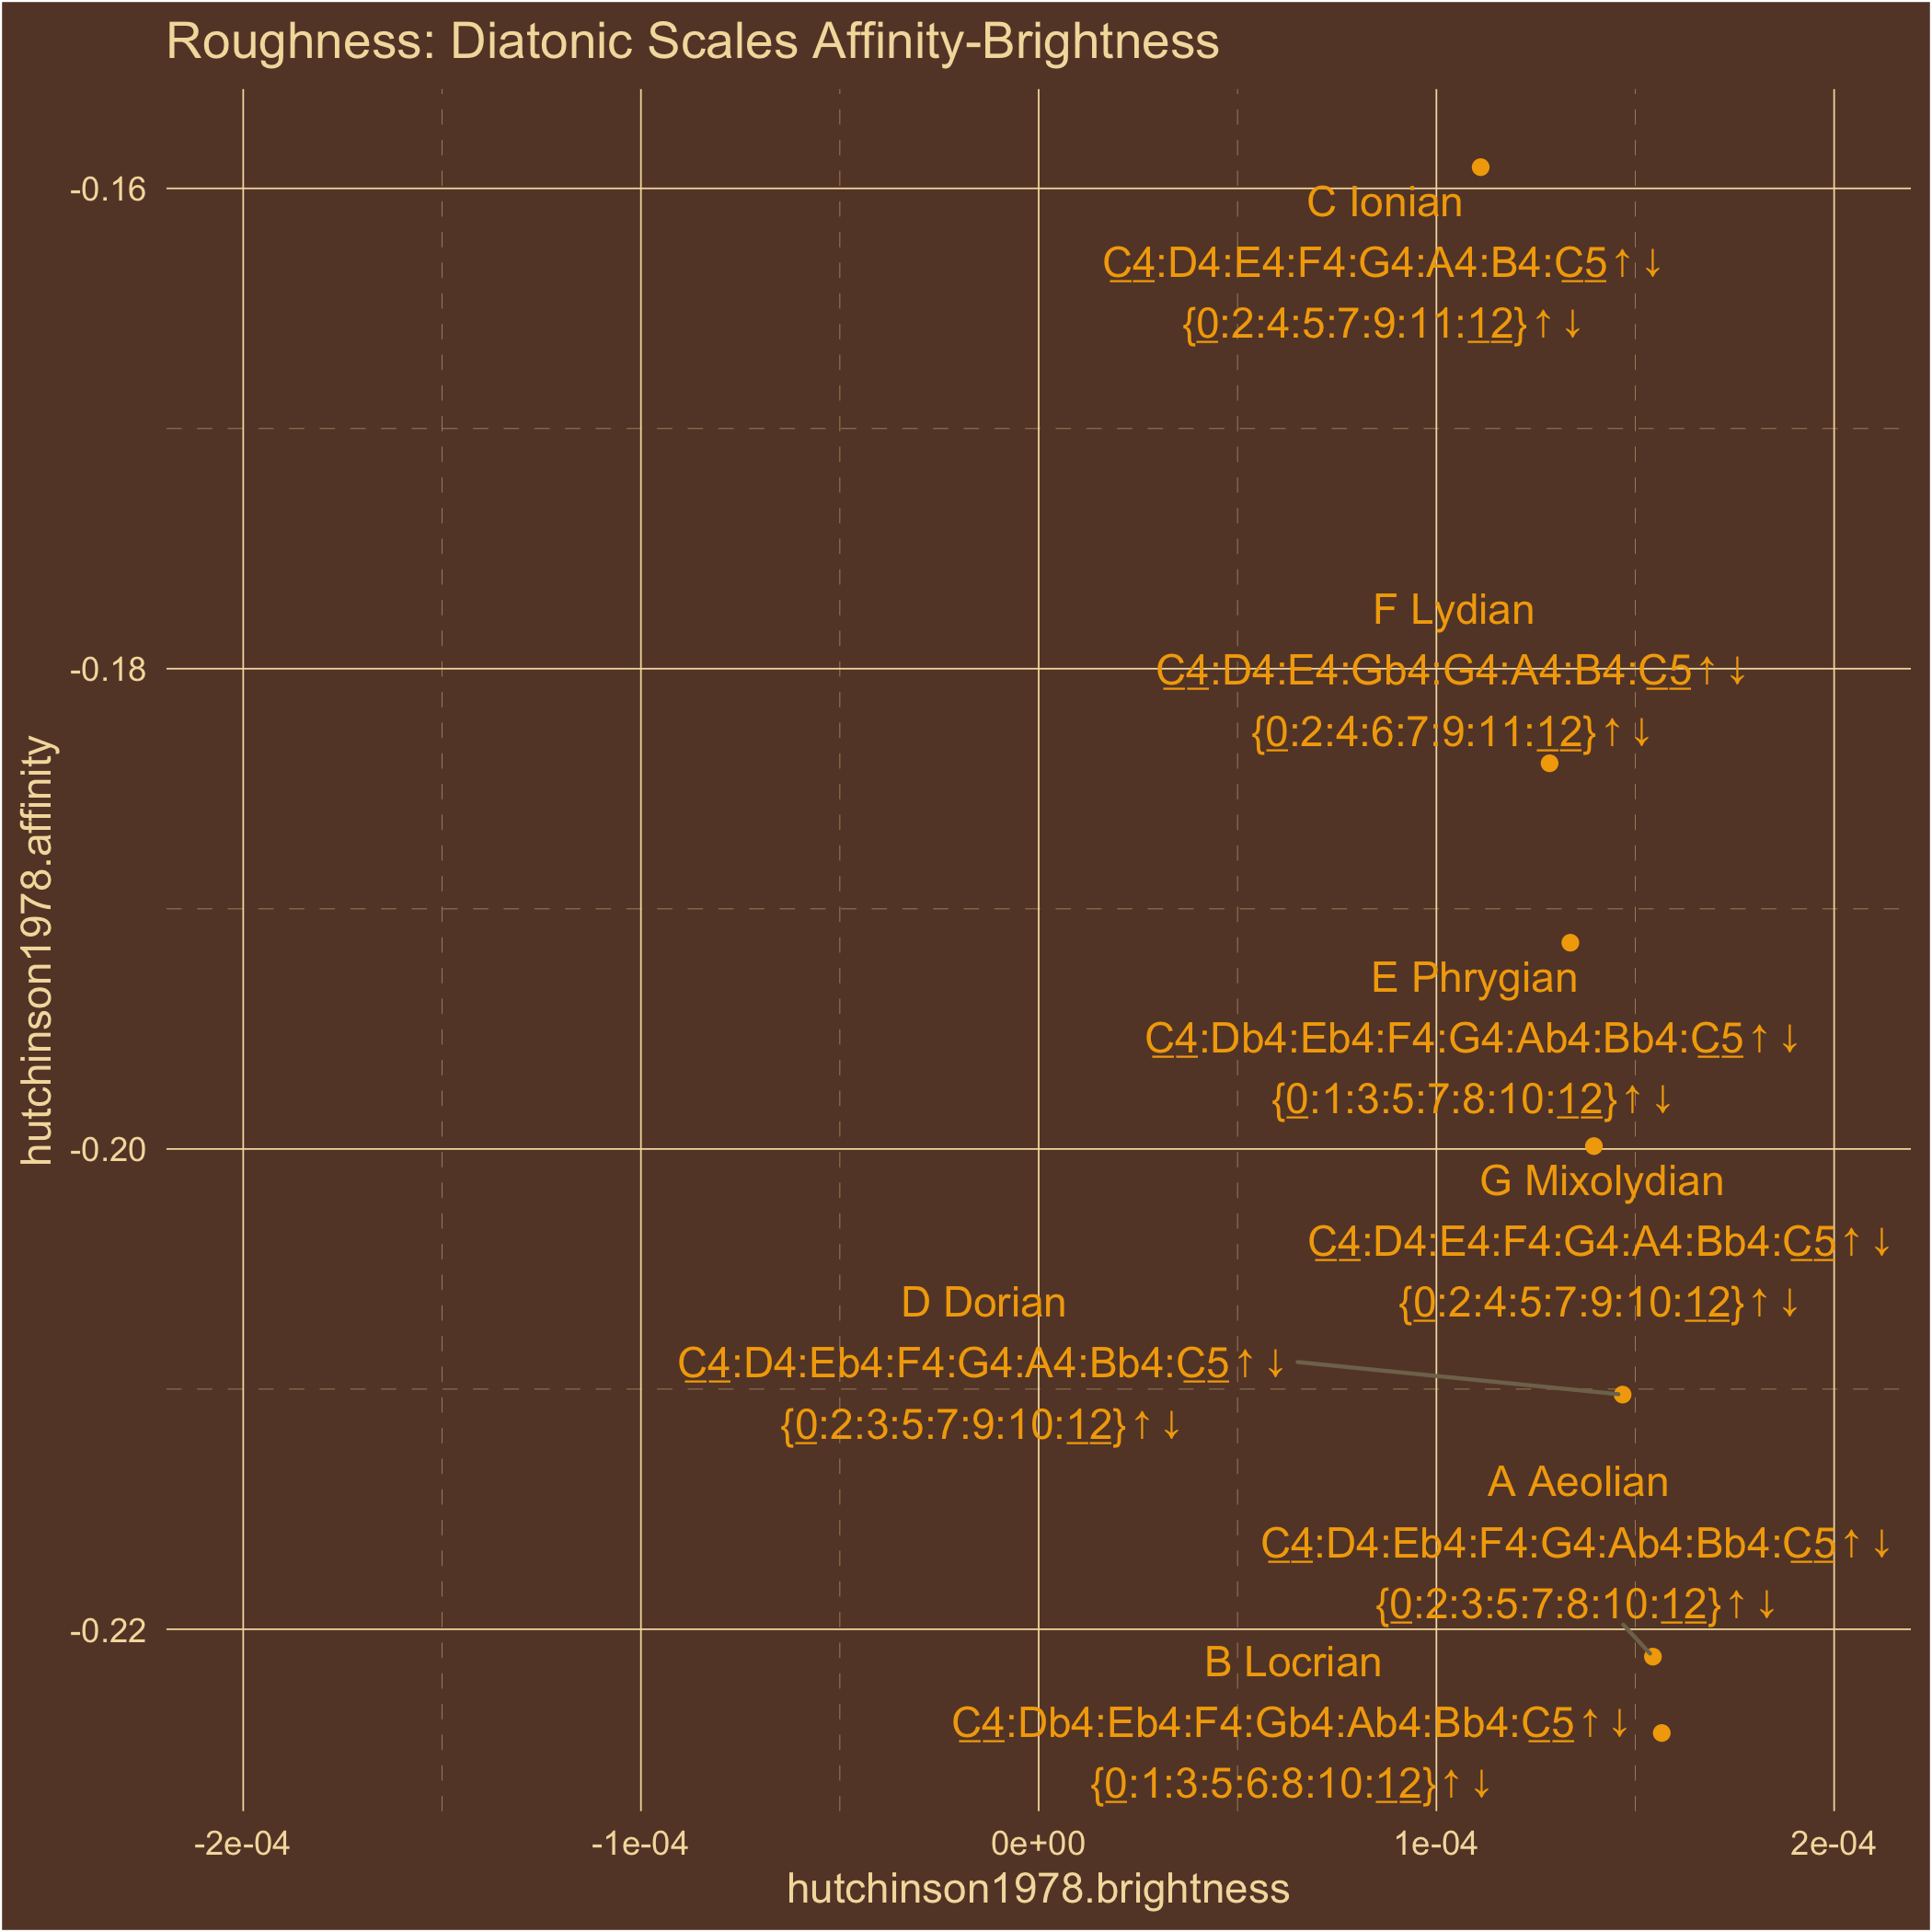 Roughness: Diatonic Scales Affinity-Brightness
hutchinson1978.affinity
-0.16
-0.18
-0.20
-0.22
C Ionian
C4:D4:E4:F4:G4:A4:B4:C5↑↓
{0:2:4:5:7:9:11:12}↑↓
F Lydian
C4:D4:E4:Gb4:G4:A4:B4:C5↑↓
{0:2:4:6:7:9:11:12}↑↓
E Phrygian
C4:Db4:Eb4:F4:G4:Ab4:Bb4:C5↑↓
{0:1:3:5:7:8:10:12}↑↓
G Mixolydian
C4:D4:E4:F4:G4:A4:Bb4:C5↑↓
{0:2:4:5:7:9:10:12}↑↓
D Dorian
C4:D4:Eb4:F4:G4:A4:Bb4:C5↑↓
{0:2:3:5:7:9:10:12}↑↓
A Aeolian
C4:D4:Eb4:F4:G4:Ab4:Bb4:C5↑↓
{0:2:3:5:7:8:10:12}↑↓
B Locrian
C4:Db4:Eb4:F4:Gb4:Ab4:Bb4:C5↑↓
{0:1:3:5:6:8:10:12}↑↓
-2e-04 -1e-04 0e+00 1e-04 2e-04
hutchinson1978.brightness